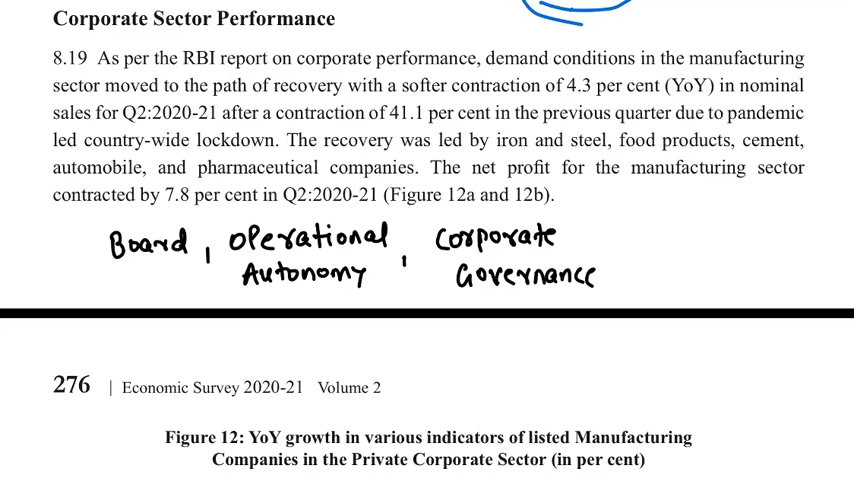 Corporate Sector Performance
8.19 As per the RBI report on corporate performance, demand conditions in the manufacturing
sector moved to the path of recovery with a softer contraction of 4.3 per cent (YoY) in nominal
sales for Q2:2020-21 after a contraction of 41.1 per cent in the previous quarter due to pandemic
led country-wide lockdown. The recovery was led by iron and steel, food products, cement,
automobile, and pharmaceutical companies. The net profit for the manufacturing sector
contracted by 7.8 per cent in Q2:2020-21 (Figure 12a and 12b).
Board, Operational Autonomy, Corporate Governance
276 | Economic Survey 2020-21 Volume 2
Figure 12: YoY growth in various indicators of listed Manufacturing
Companies in the Private Corporate Sector (in per cent)